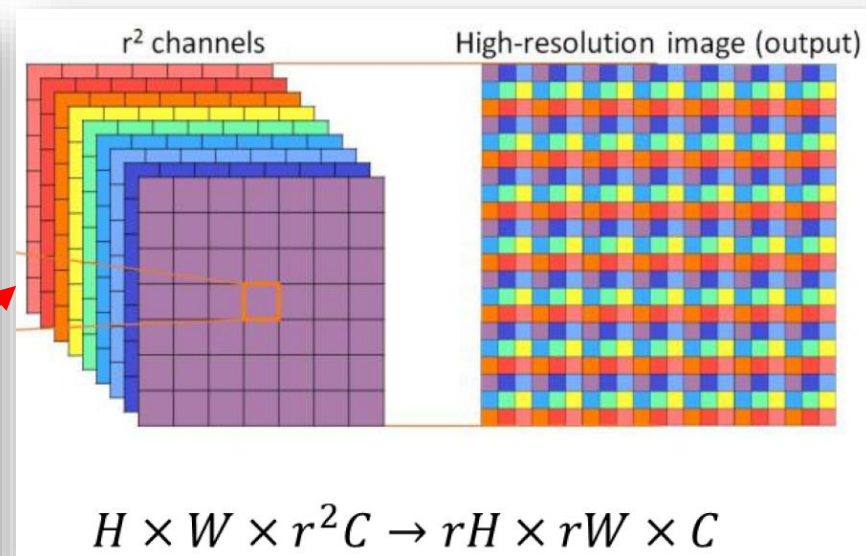 r² channels
High-resolution image (output)
H × W × r²C → rH × rW × C